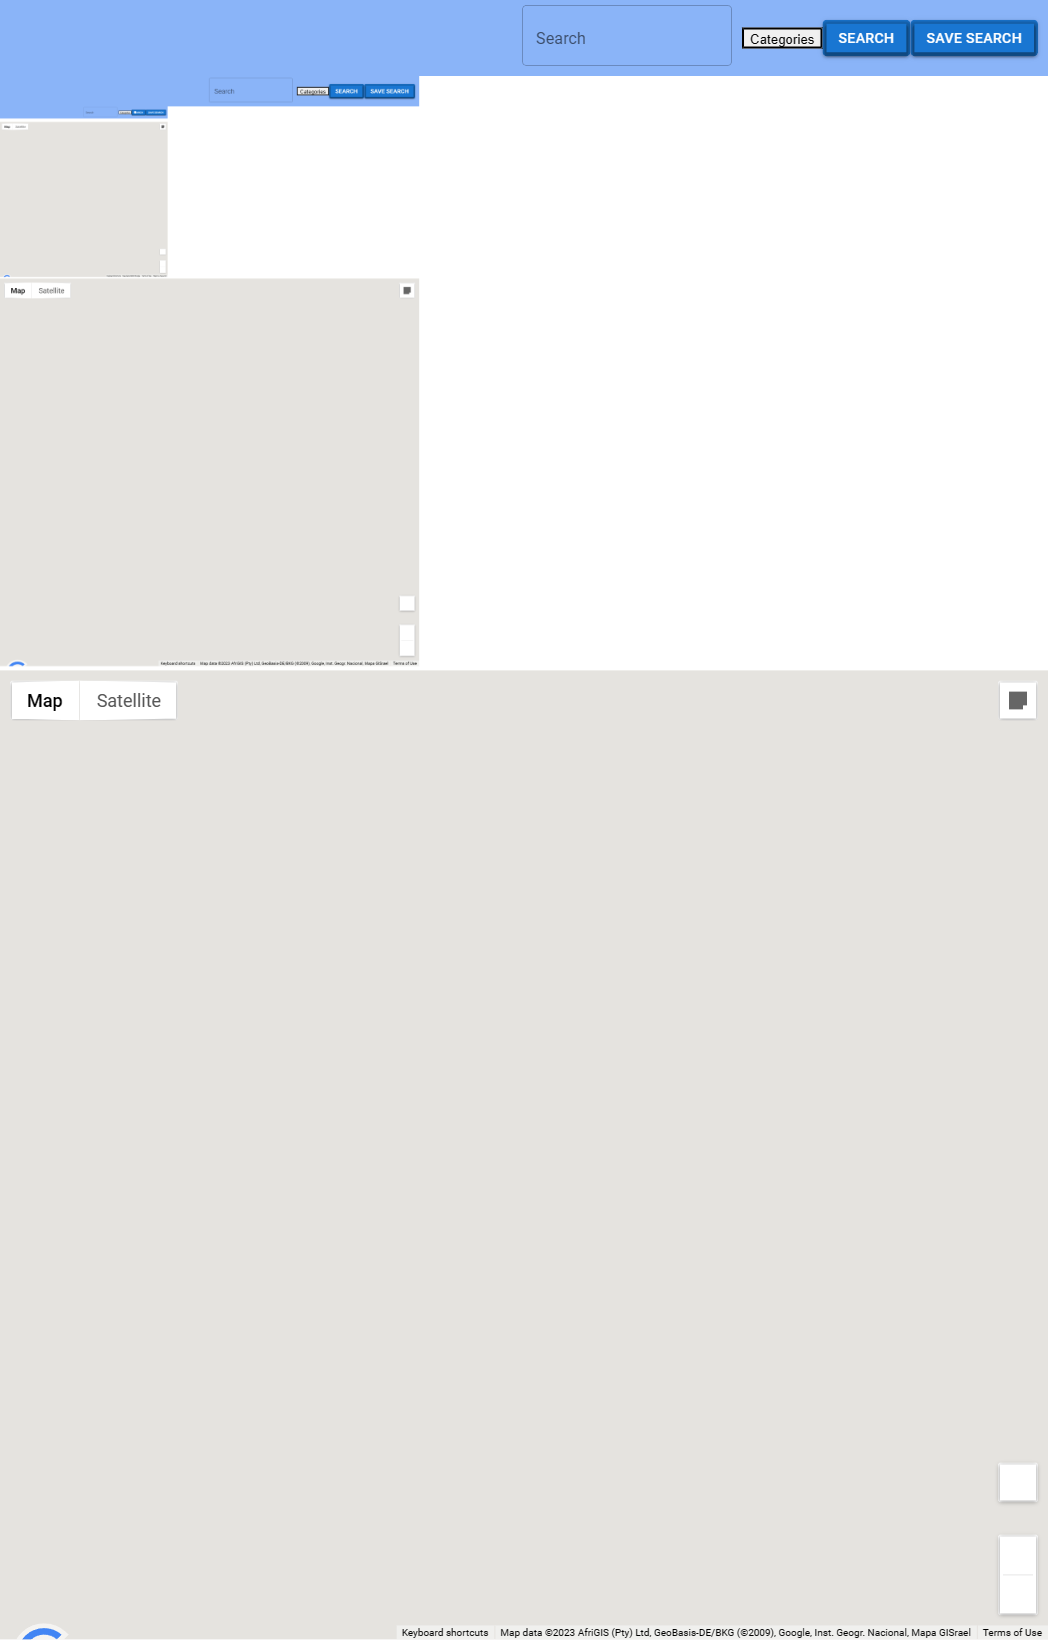 Search
Categories
SEARCH
SAVE SEARCH
Search
Categories
SEARCH
SAVE SEARCH
Map
Satellite
Map
Satellite
Keyboard shortcuts
Map data ©2023 AfriGIS (Pty) Ltd, GeoBasis-DE/BKG (©2009), Google, Inst. Geogr. Nacional, Mapa GISrael
Terms of Use
Map
Satellite
Keyboard shortcuts
Map data ©2023 AfriGIS (Pty) Ltd, GeoBasis-DE/BKG (©2009), Google, Inst. Geogr. Nacional, Mapa GISrael
Terms of Use